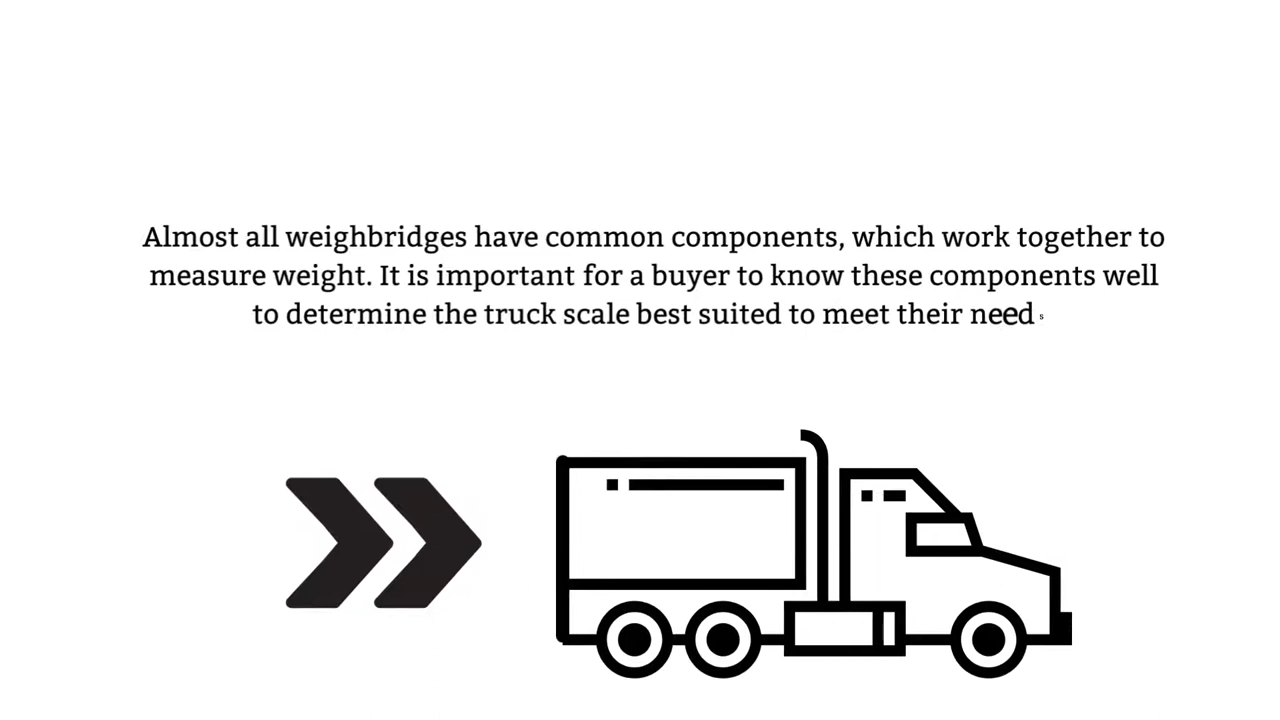 Almost all weighbridges have common components, which work together to
measure weight. It is important for a buyer to know these components well
to determine the truck scale best suited to meet their needs